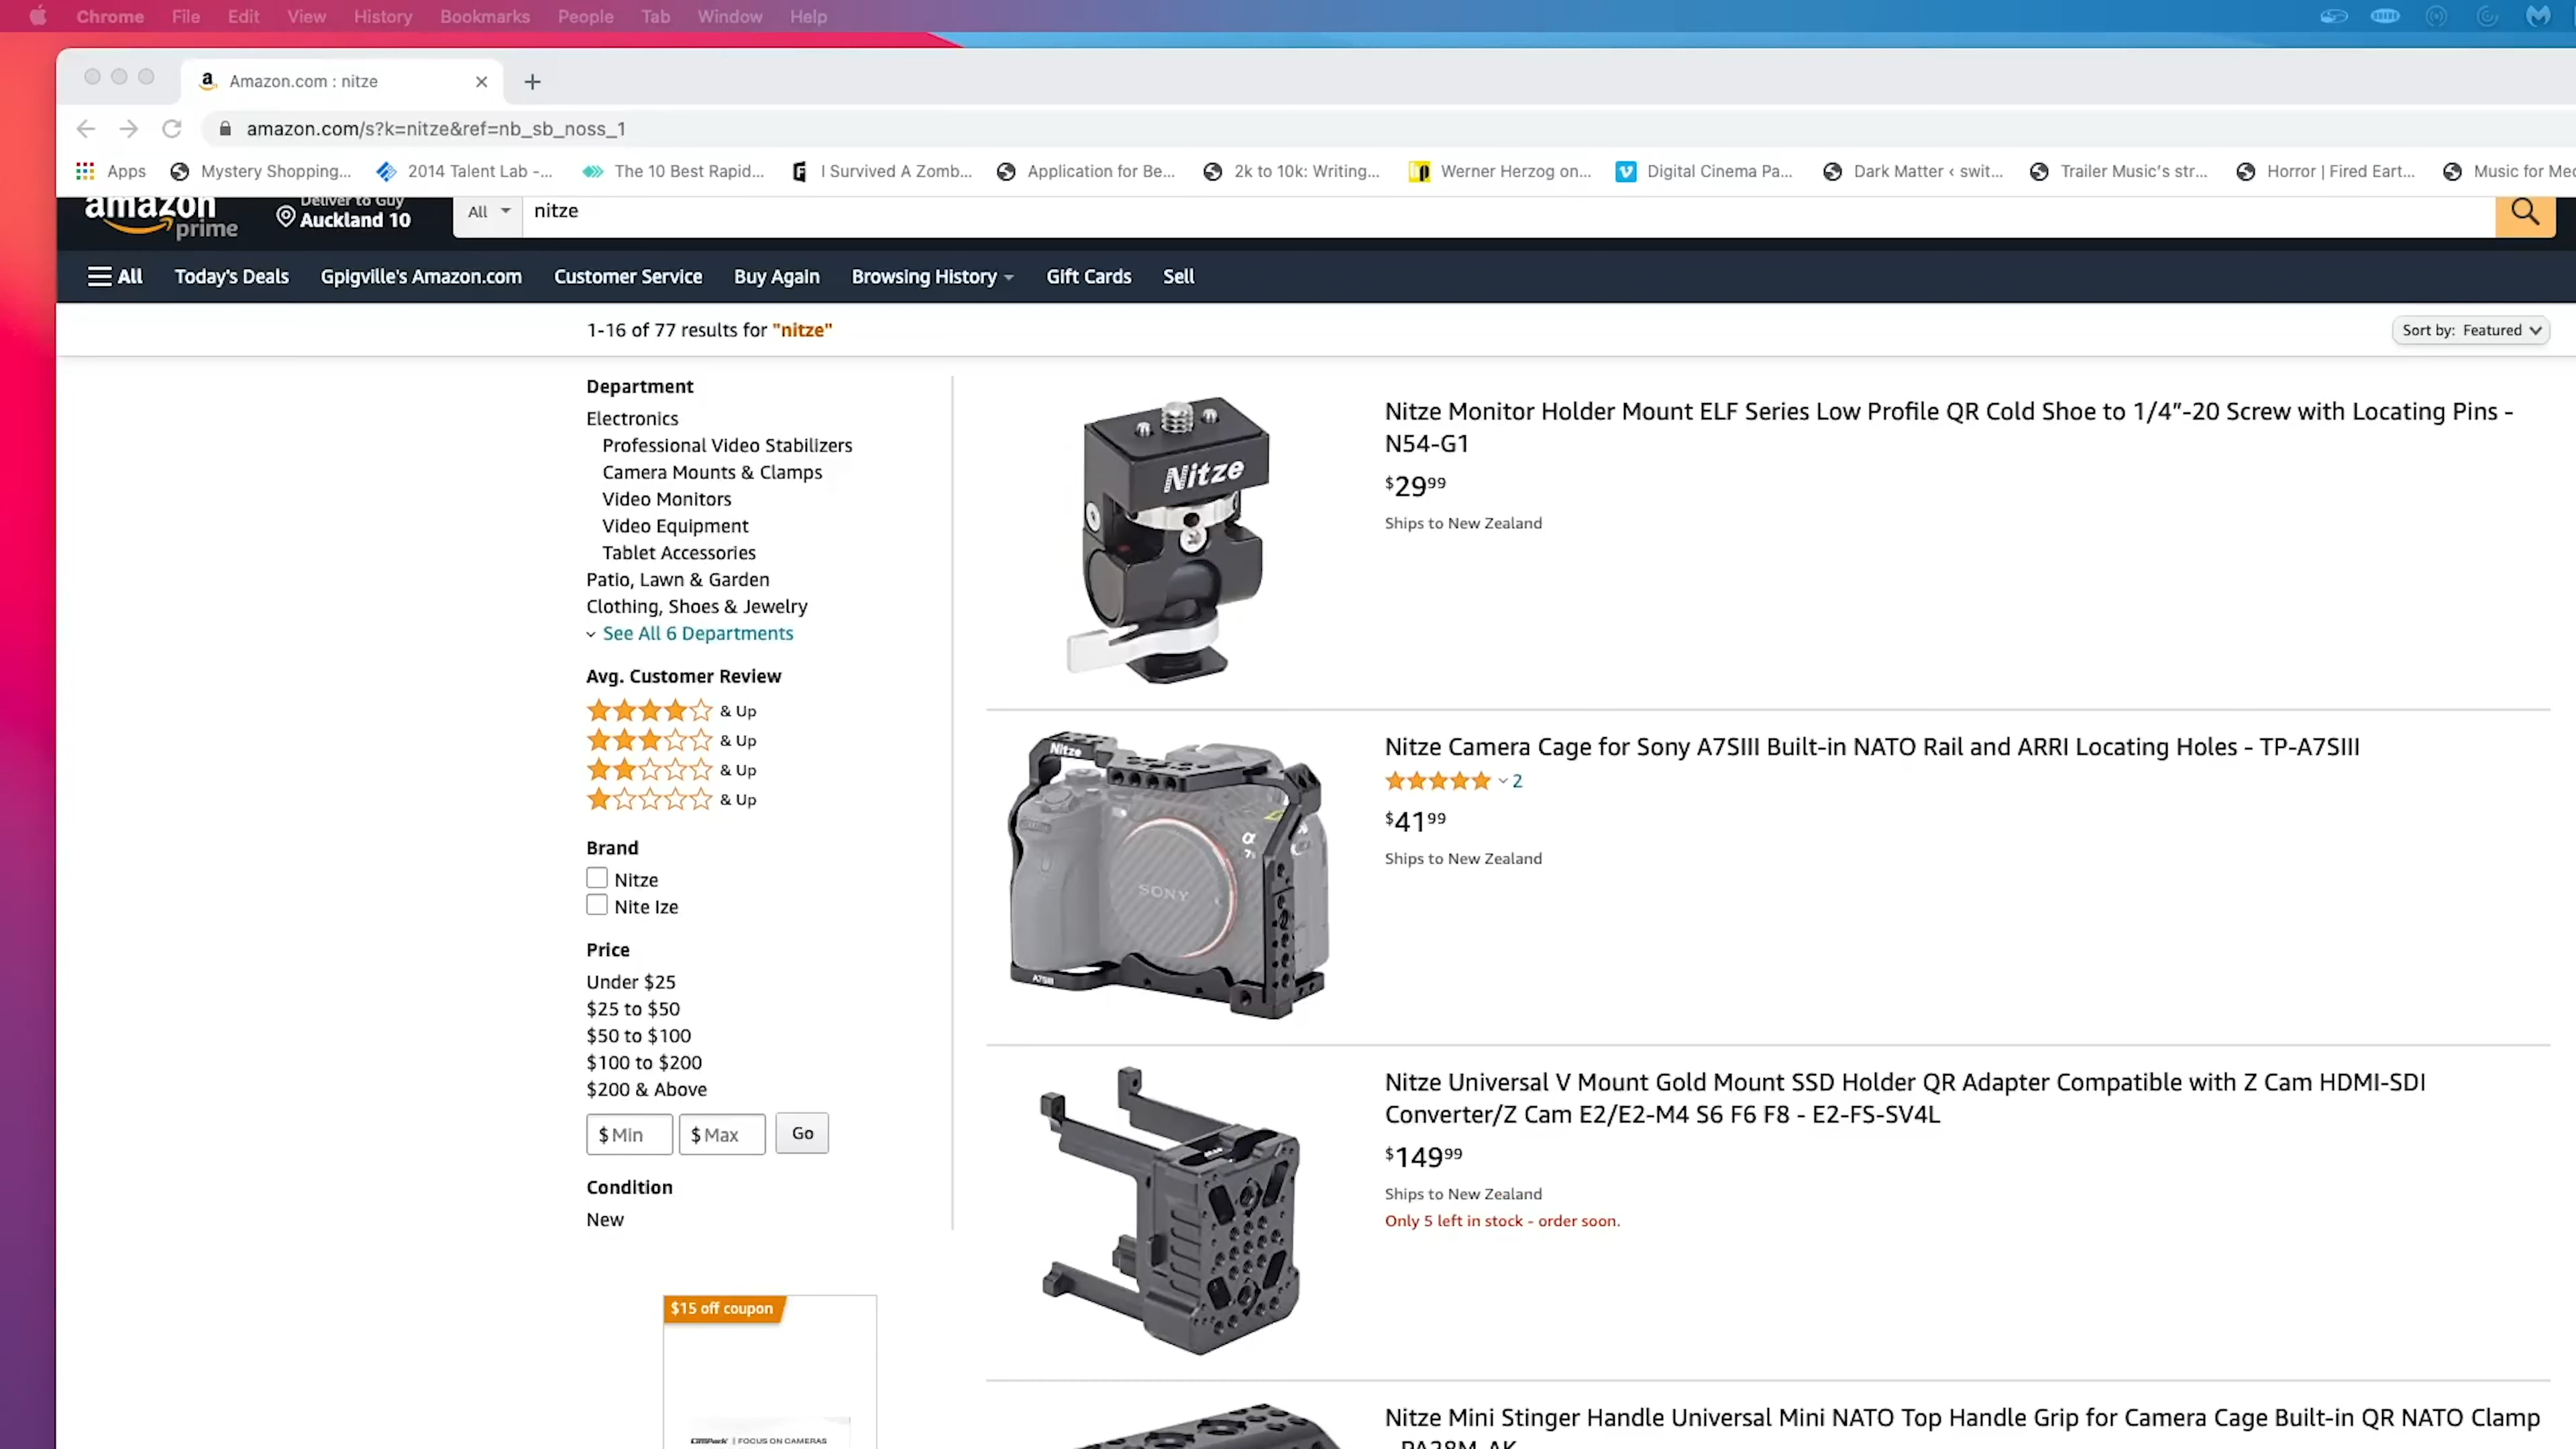 Chrome File Edit View History Bookmarks People Tab Window Help
Amazon.com : nitze
amazon.com/s?k=nitze&ref=nb_sb_noss_1
Apps Mystery Shopping... 2014 Talent Lab -... The 10 Best Rapid... I Survived A Zomb... Application for Be... 2k to 10k: Writing... Werner Herzog on... Digital Cinema Pa... Dark Matter ‹ swit... Trailer Music's str... Horror | Fired Eart... Music for Med
amazon prime
Deliver to Guy
Auckland 10
All nitze
All Today's Deals Gpigville's Amazon.com Customer Service Buy Again Browsing History Gift Cards Sell
1-16 of 77 results for "nitze"
Sort by: Featured
Department
Electronics
Professional Video Stabilizers
Camera Mounts & Clamps
Video Monitors
Video Equipment
Tablet Accessories
Patio, Lawn & Garden
Clothing, Shoes & Jewelry
See All 6 Departments
Avg. Customer Review
& Up
& Up
& Up
& Up
Brand
Nitze
Nite Ize
Price
Under $25
$25 to $50
$50 to $100
$100 to $200
$200 & Above
$ Min $ Max Go
Condition
New
$15 off coupon
FOCUS ON CAMERAS
Nitze
Nitze Monitor Holder Mount ELF Series Low Profile QR Cold Shoe to 1/4"-20 Screw with Locating Pins -
N54-G1
$29.99
Ships to New Zealand
Nitze
α
7s
SONY
A7SIII
Nitze Camera Cage for Sony A7SIII Built-in NATO Rail and ARRI Locating Holes - TP-A7SIII
2
$41.99
Ships to New Zealand
Nitze Universal V Mount Gold Mount SSD Holder QR Adapter Compatible with Z Cam HDMI-SDI
Converter/Z Cam E2/E2-M4 S6 F6 F8 - E2-FS-SV4L
$149.99
Ships to New Zealand
Only 5 left in stock - order soon.
Nitze Mini Stinger Handle Universal Mini NATO Top Handle Grip for Camera Cage Built-in QR NATO Clamp
- PA28M-AK